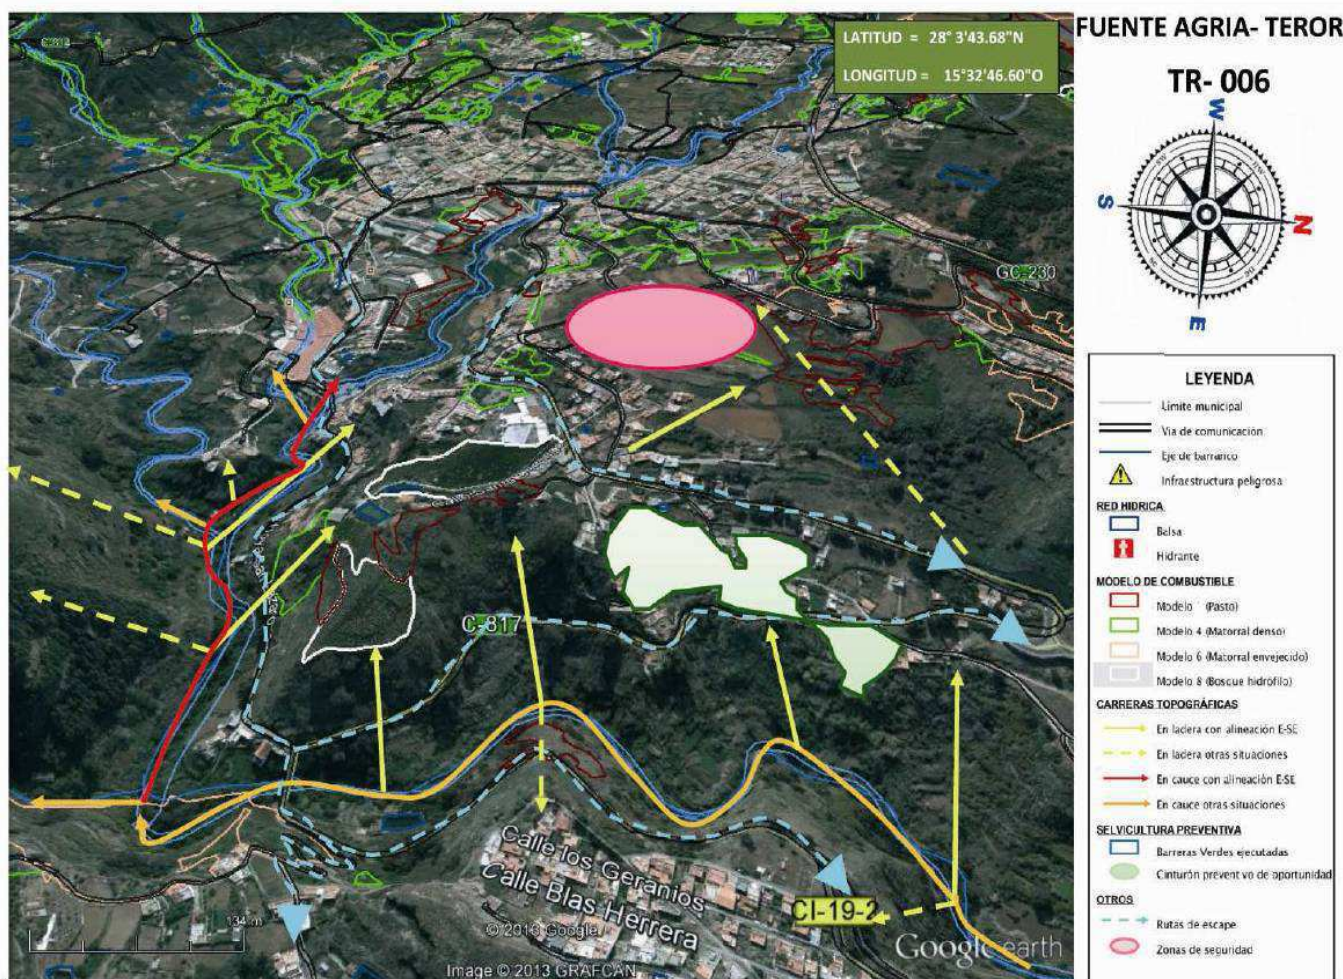 LATITUD = 28° 3'43.68"N
LONGITUD = 15°32'46.60"O
FUENTE AGRIA- TEROR
TR- 006
W
S
N
E
GC-230
C-817
Calle los Geranios
Calle Blas Herrera
CI-19-2
134 m
© 2013 Google
Image © 2013 GRAFCAN
Google earth
LEYENDA
Límite municipal
Vía de comunicación
Eje de barranco
Infraestructura peligrosa
RED HIDRICA
Balsa
Hidrante
MODELO DE COMBUSTIBLE
Modelo (Pasto)
Modelo 4 (Matorral denso)
Modelo 6 (Matorral envejecido)
Modelo 8 (Bosque hidrófilo)
CARRERAS TOPOGRÁFICAS
En ladera con alineación E-SE
En ladera otras situaciones
En cauce con alineación E-SE
En cauce otras situaciones
SELVICULTURA PREVENTIVA
Barreras Verdes ejecutadas
Cinturón preventivo de aportunidad
OTROS
Rutas de escape
Zonas de seguridad